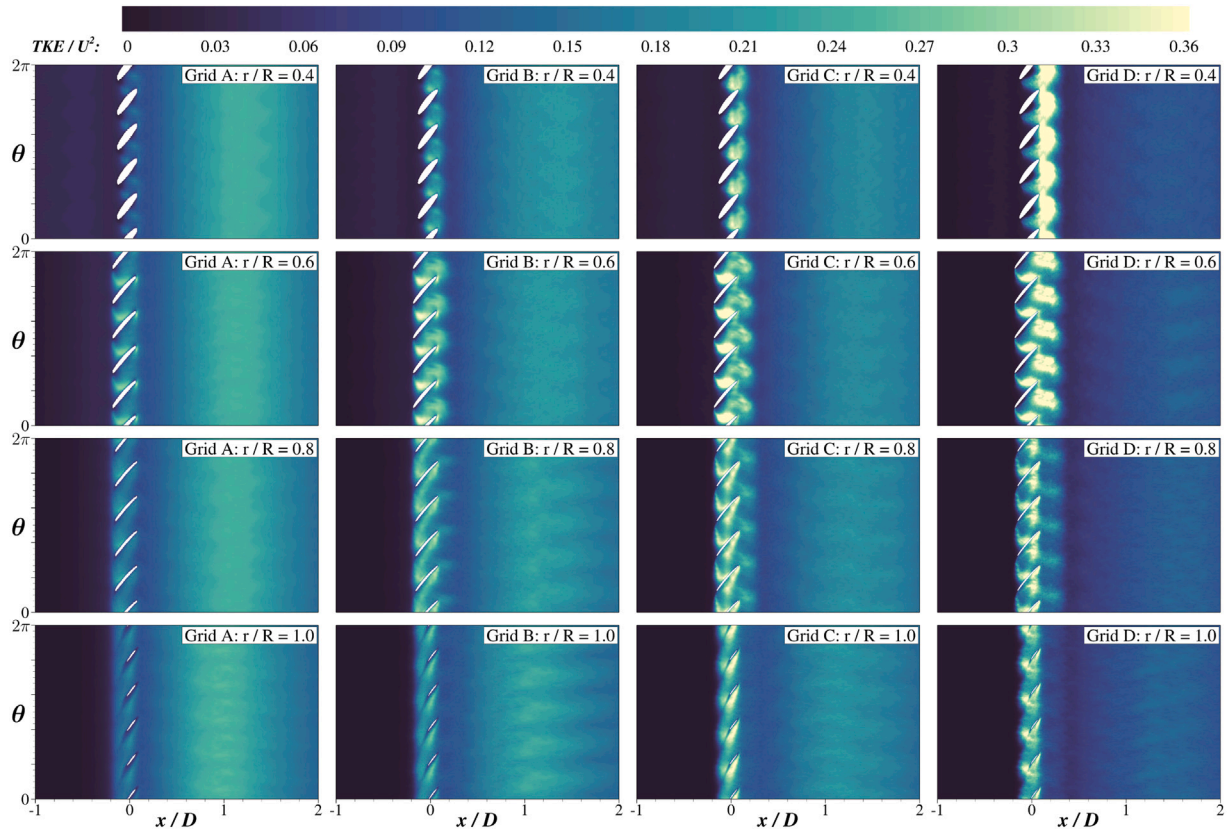 TKE / U²: 0 0.03 0.06 0.09 0.12 0.15 0.18 0.21 0.24 0.27 0.3 0.33 0.36
2π Grid A: r / R = 0.4 Grid B: r / R = 0.4 Grid C: r / R = 0.4 Grid D: r / R = 0.4
θ
0
2π Grid A: r / R = 0.6 Grid B: r / R = 0.6 Grid C: r / R = 0.6 Grid D: r / R = 0.6
θ
0
2π Grid A: r / R = 0.8 Grid B: r / R = 0.8 Grid C: r / R = 0.8 Grid D: r / R = 0.8
θ
0
2π Grid A: r / R = 1.0 Grid B: r / R = 1.0 Grid C: r / R = 1.0 Grid D: r / R = 1.0
θ
0
-1 0 1 2 -1 0 1 2 -1 0 1 2 -1 0 1 2
x / D x / D x / D x / D